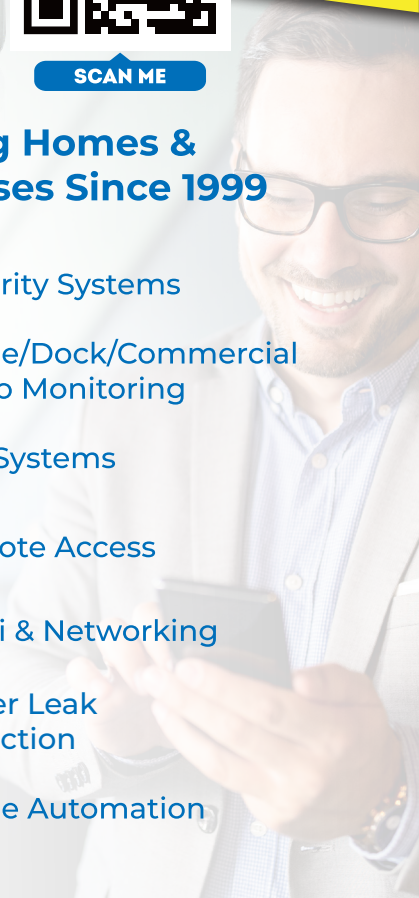 SCAN ME
g Homes &
ses Since 1999
rity Systems
e/Dock/Commercial
o Monitoring
Systems
ote Access
i & Networking
er Leak
ction
e Automation